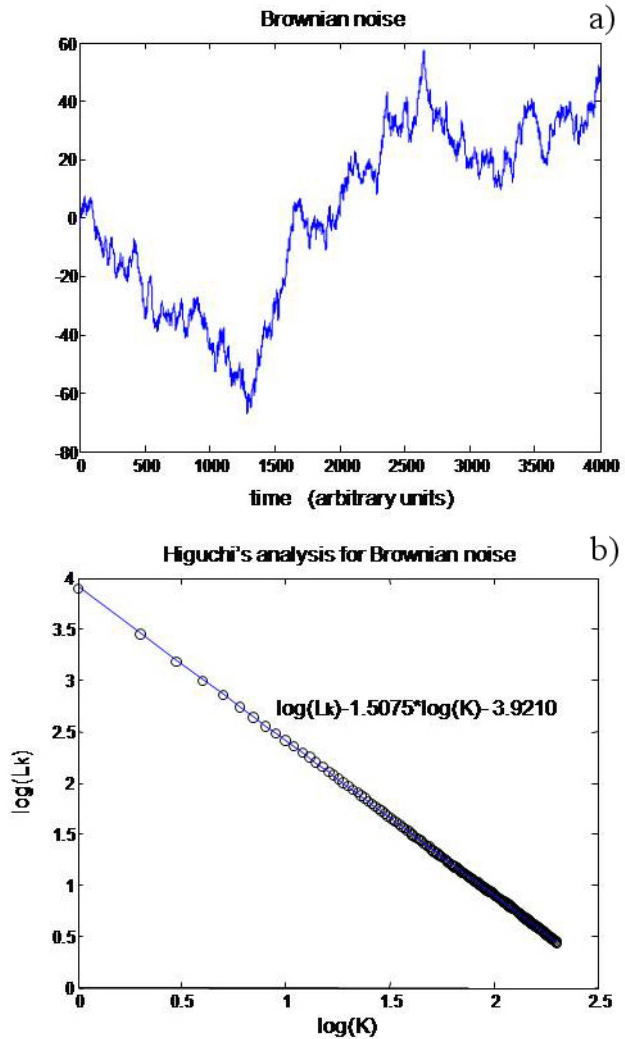 Brownian noise
a)
60
40
20
0
-20
-40
-60
-80
0 500 1000 1500 2000 2500 3000 3500 4000
time (arbitrary units)
Higuchi's analysis for Brownian noise
b)
4
3.5
3
2.5
2
1.5
1
0.5
0
log(Lk)
log(Lk)-1.5075*log(K)-3.9210
0 0.5 1 1.5 2 2.5
log(K)